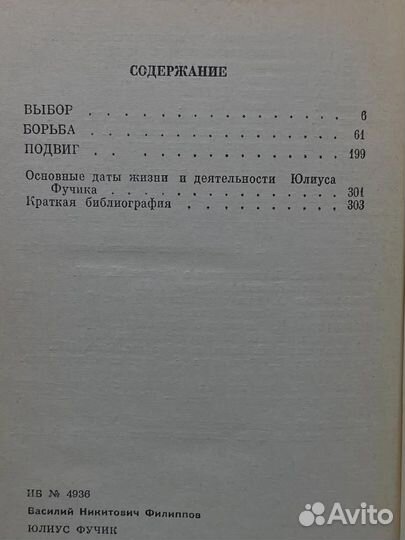 СОДЕРЖАНИЕ
ВЫБОР . . . . . . . . . . . . . . . 6
БОРЬБА . . . . . . . . . . . . . . 61
ПОДВИГ . . . . . . . . . . . . . . 199
Основные даты жизни и деятельности Юлиуса
Фучика . . . . . . . . . . . . . 301
Краткая библиография . . . . . . . . . 303
ИБ № 4936
Василий Никитович Филиппов
ЮЛИУС ФУЧИК
Avito